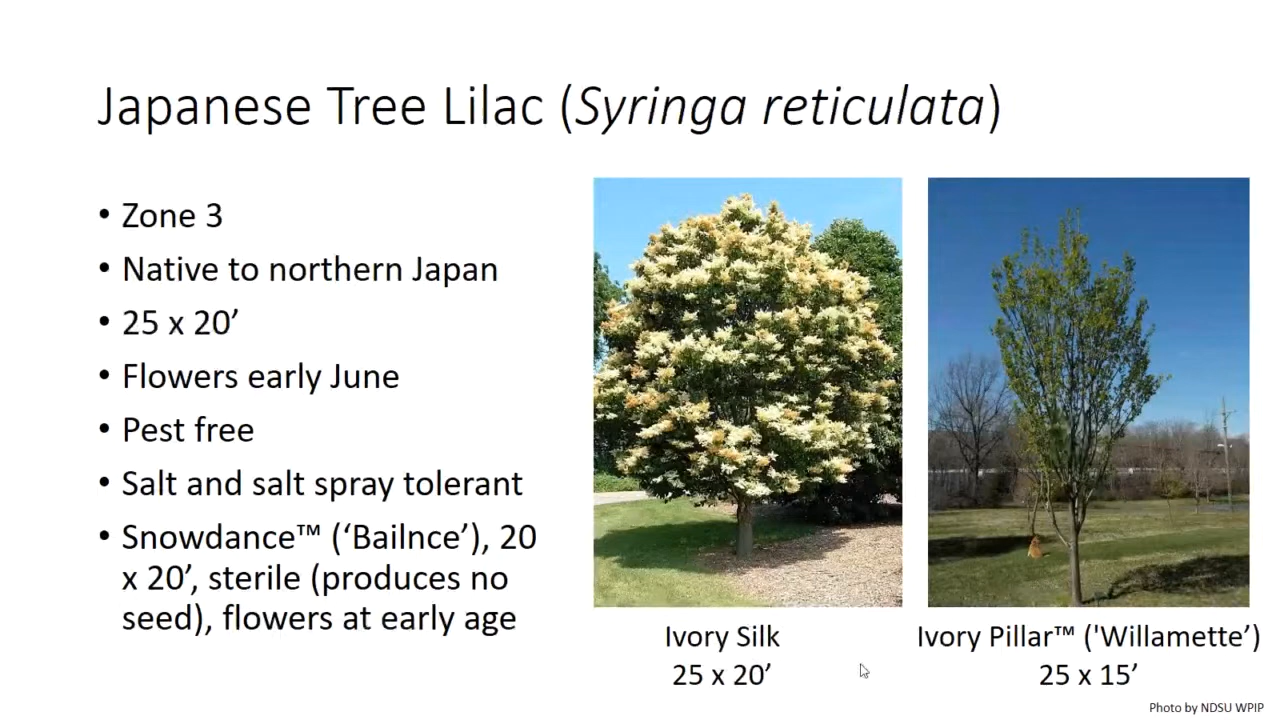 Japanese Tree Lilac (Syringa reticulata)
• Zone 3
• Native to northern Japan
• 25 x 20’
• Flowers early June
• Pest free
• Salt and salt spray tolerant
• Snowdance™ (‘Bailnce’), 20
x 20’, sterile (produces no
seed), flowers at early age
Ivory Silk
25 x 20’
Ivory Pillar™ ('Willamette’)
25 x 15’
Photo by NDSU WPIP